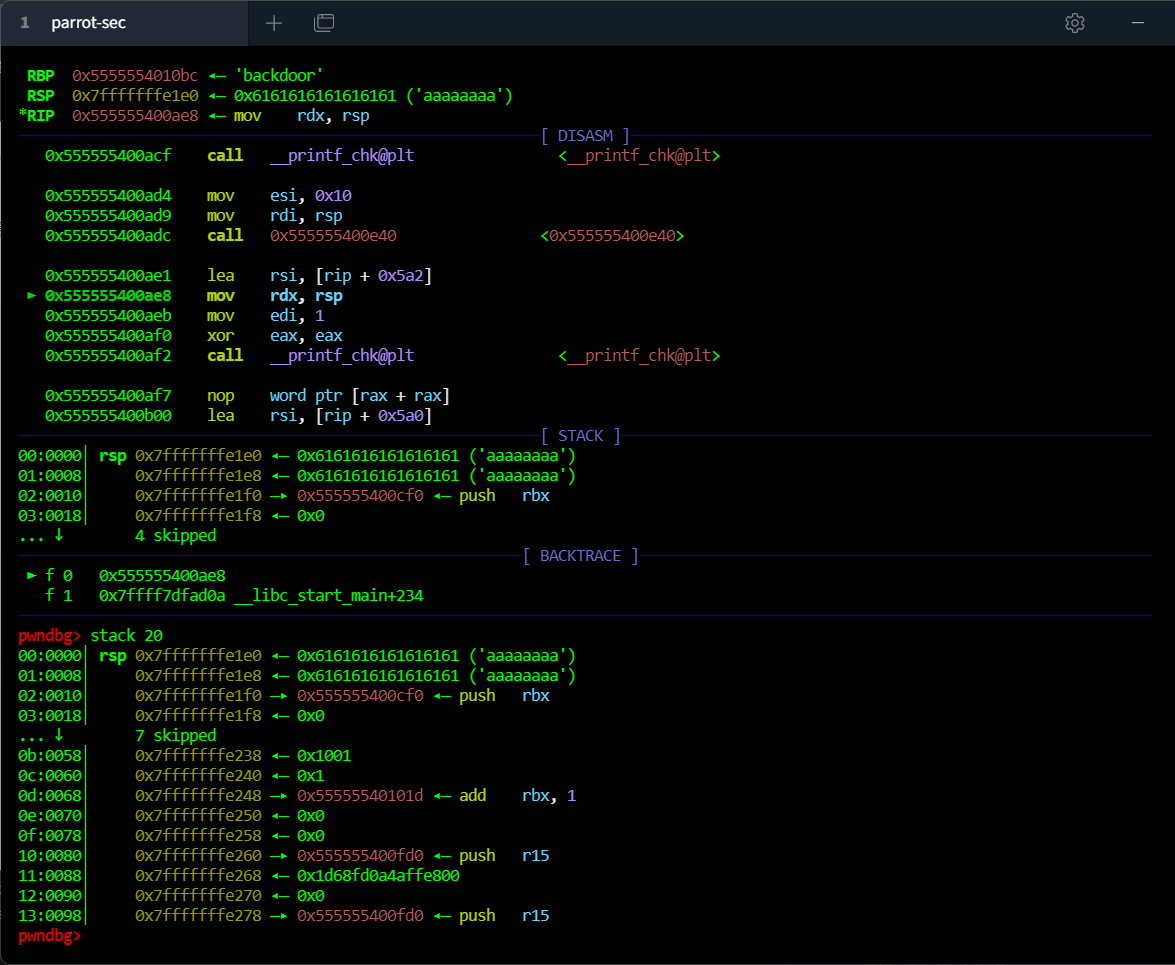 1 parrot-sec
RBP 0x5555554010bc ◂— 'backdoor'
RSP 0x7fffffffe1e0 ◂— 0x6161616161616161 ('aaaaaaaa')
*RIP 0x555555400ae8 ◂— mov rdx, rsp
[ DISASM ]
0x555555400acf call __printf_chk@plt <__printf_chk@plt>
0x555555400ad4 mov esi, 0x10
0x555555400ad9 mov rdi, rsp
0x555555400adc call 0x555555400e40 <0x555555400e40>
0x555555400ae1 lea rsi, [rip + 0x5a2]
► 0x555555400ae8 mov rdx, rsp
0x555555400aeb mov edi, 1
0x555555400af0 xor eax, eax
0x555555400af2 call __printf_chk@plt <__printf_chk@plt>
0x555555400af7 nop word ptr [rax + rax]
0x555555400b00 lea rsi, [rip + 0x5a0]
[ STACK ]
00:0000│ rsp 0x7fffffffe1e0 ◂— 0x6161616161616161 ('aaaaaaaa')
01:0008│ 0x7fffffffe1e8 ◂— 0x6161616161616161 ('aaaaaaaa')
02:0010│ 0x7fffffffe1f0 —▸ 0x555555400cf0 ◂— push rbx
03:0018│ 0x7fffffffe1f8 ◂— 0x0
... ↓ 4 skipped
[ BACKTRACE ]
► f 0 0x555555400ae8
f 1 0x7ffff7dfad0a __libc_start_main+234
pwndbg> stack 20
00:0000│ rsp 0x7fffffffe1e0 ◂— 0x6161616161616161 ('aaaaaaaa')
01:0008│ 0x7fffffffe1e8 ◂— 0x6161616161616161 ('aaaaaaaa')
02:0010│ 0x7fffffffe1f0 —▸ 0x555555400cf0 ◂— push rbx
03:0018│ 0x7fffffffe1f8 ◂— 0x0
... ↓ 7 skipped
0b:0058│ 0x7fffffffe238 ◂— 0x1001
0c:0060│ 0x7fffffffe240 ◂— 0x1
0d:0068│ 0x7fffffffe248 —▸ 0x55555540101d ◂— add rbx, 1
0e:0070│ 0x7fffffffe250 ◂— 0x0
0f:0078│ 0x7fffffffe258 ◂— 0x0
10:0080│ 0x7fffffffe260 —▸ 0x555555400fd0 ◂— push r15
11:0088│ 0x7fffffffe268 ◂— 0x1d68fd0a4affe800
12:0090│ 0x7fffffffe270 ◂— 0x0
13:0098│ 0x7fffffffe278 —▸ 0x555555400fd0 ◂— push r15
pwndbg>